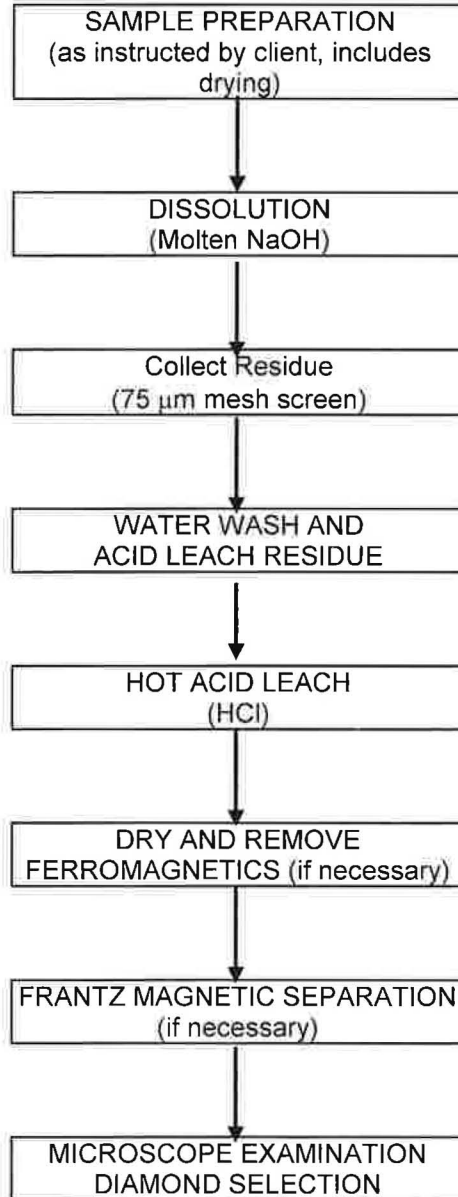 SAMPLE PREPARATION
(as instructed by client, includes
drying)
DISSOLUTION
(Molten NaOH)
Collect Residue
(75 μm mesh screen)
WATER WASH AND
ACID LEACH RESIDUE
HOT ACID LEACH
(HCl)
DRY AND REMOVE
FERROMAGNETICS (if necessary)
FRANTZ MAGNETIC SEPARATION
(if necessary)
MICROSCOPE EXAMINATION
DIAMOND SELECTION